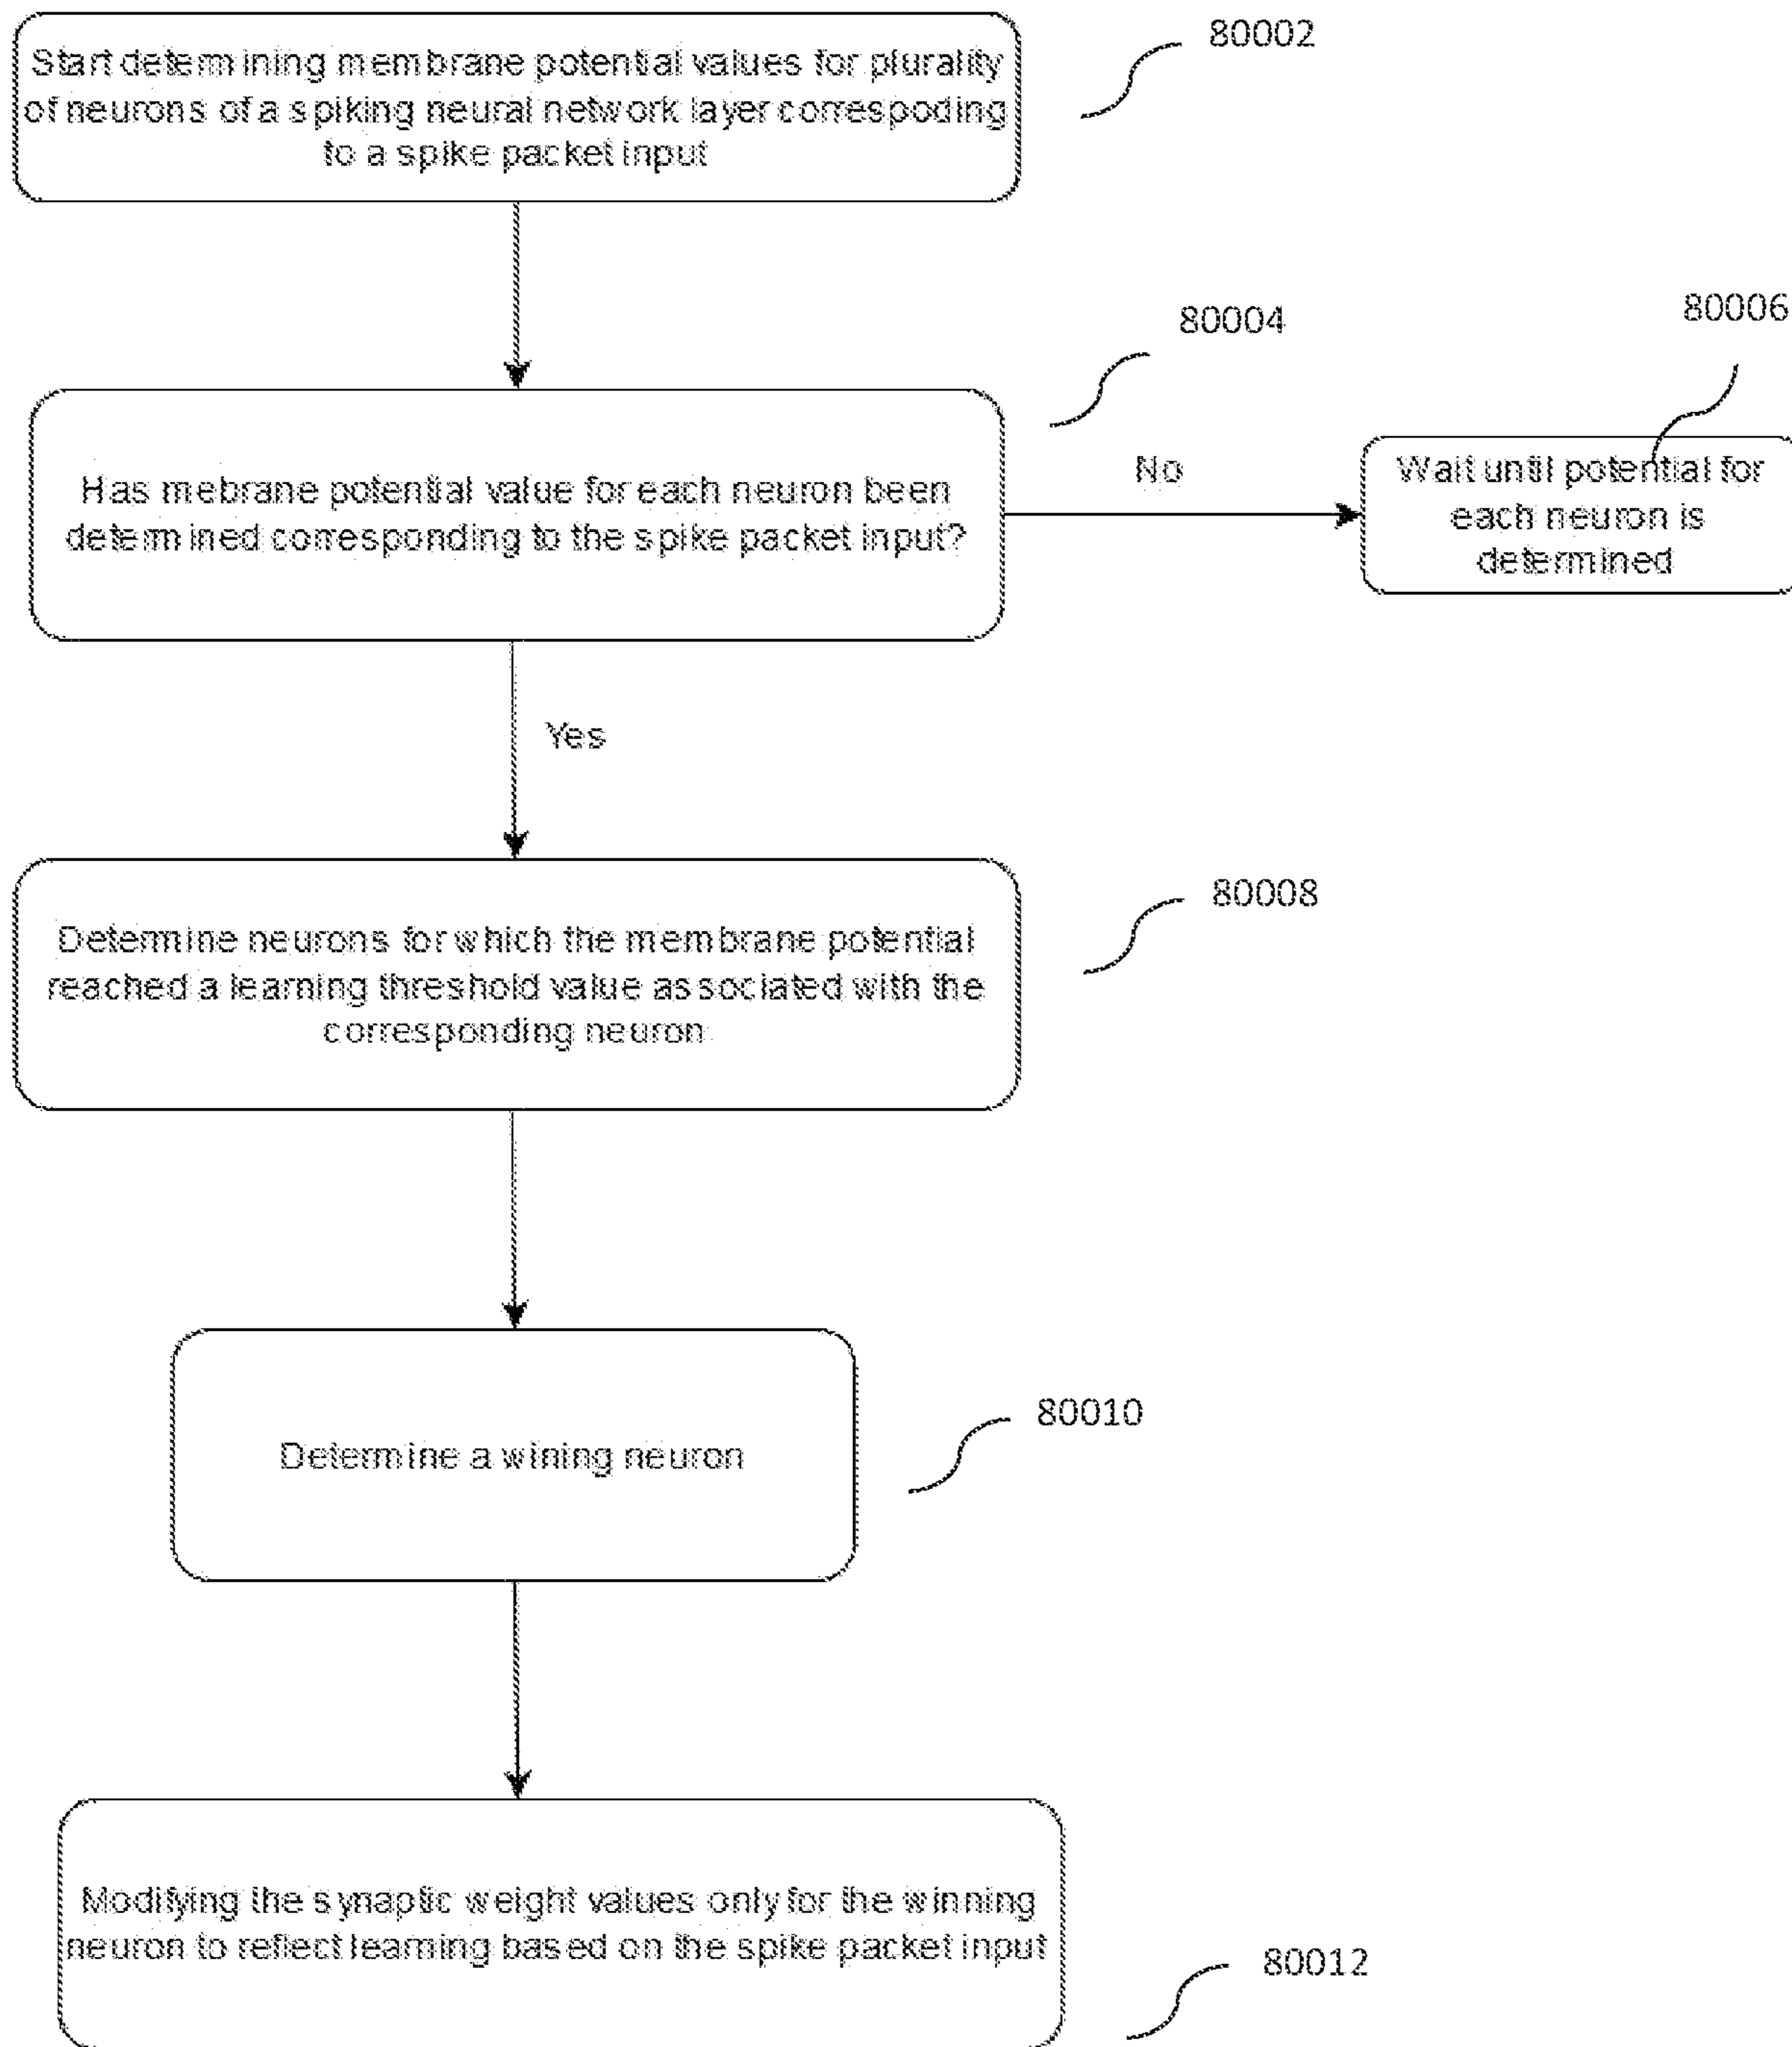 80002
Start determining membrane potential values for plurality
of neurons of a spiking neural network layer correspoding
to a spike packet input
80004
80006
Has mebrane potential value for each neuron been
determined corresponding to the spike packet input?
No
Wait until potential for
each neuron is
determined
Yes
80008
Determine neurons for which the membrane potential
reached a learning threshold value associated with the
corresponding neuron
80010
Determine a wining neuron
Modifying the synaptic weight values only for the winning
neuron to reflect learning based on the spike packet input
80012